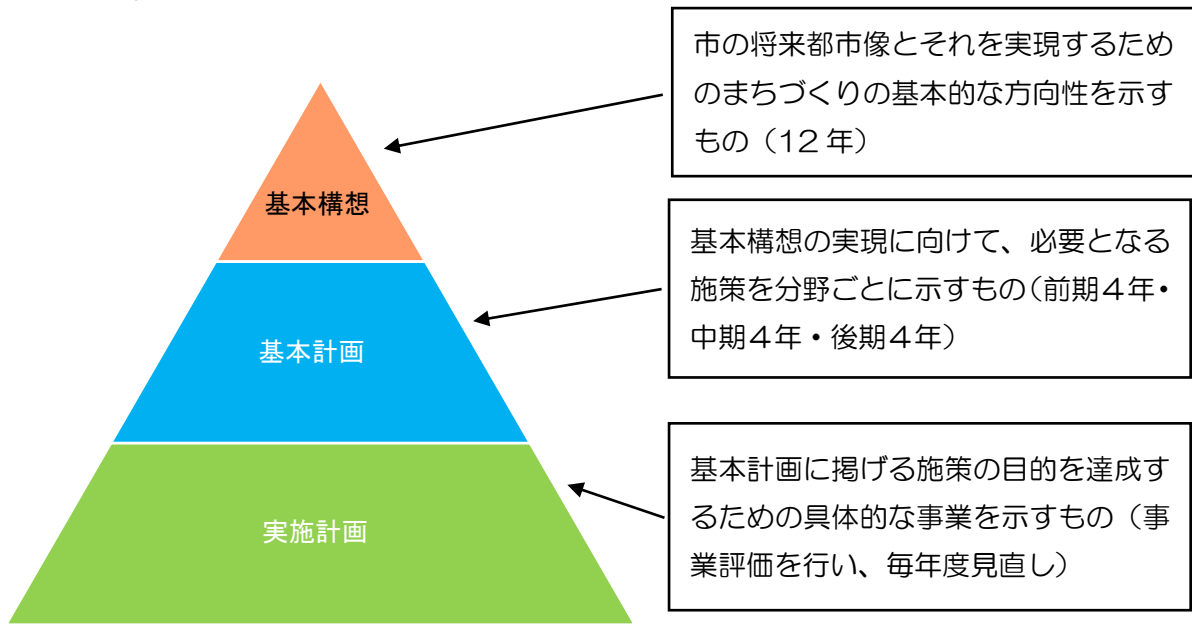 市の将来都市像とそれを実現するため
のまちづくりの基本的な方向性を示す
もの（12年）
基本構想
基本構想の実現に向けて、必要となる
施策を分野ごとに示すもの（前期４年・
中期４年・後期４年）
基本計画
基本計画に掲げる施策の目的を達成す
るための具体的な事業を示すもの（事
業評価を行い、毎年度見直し）
実施計画